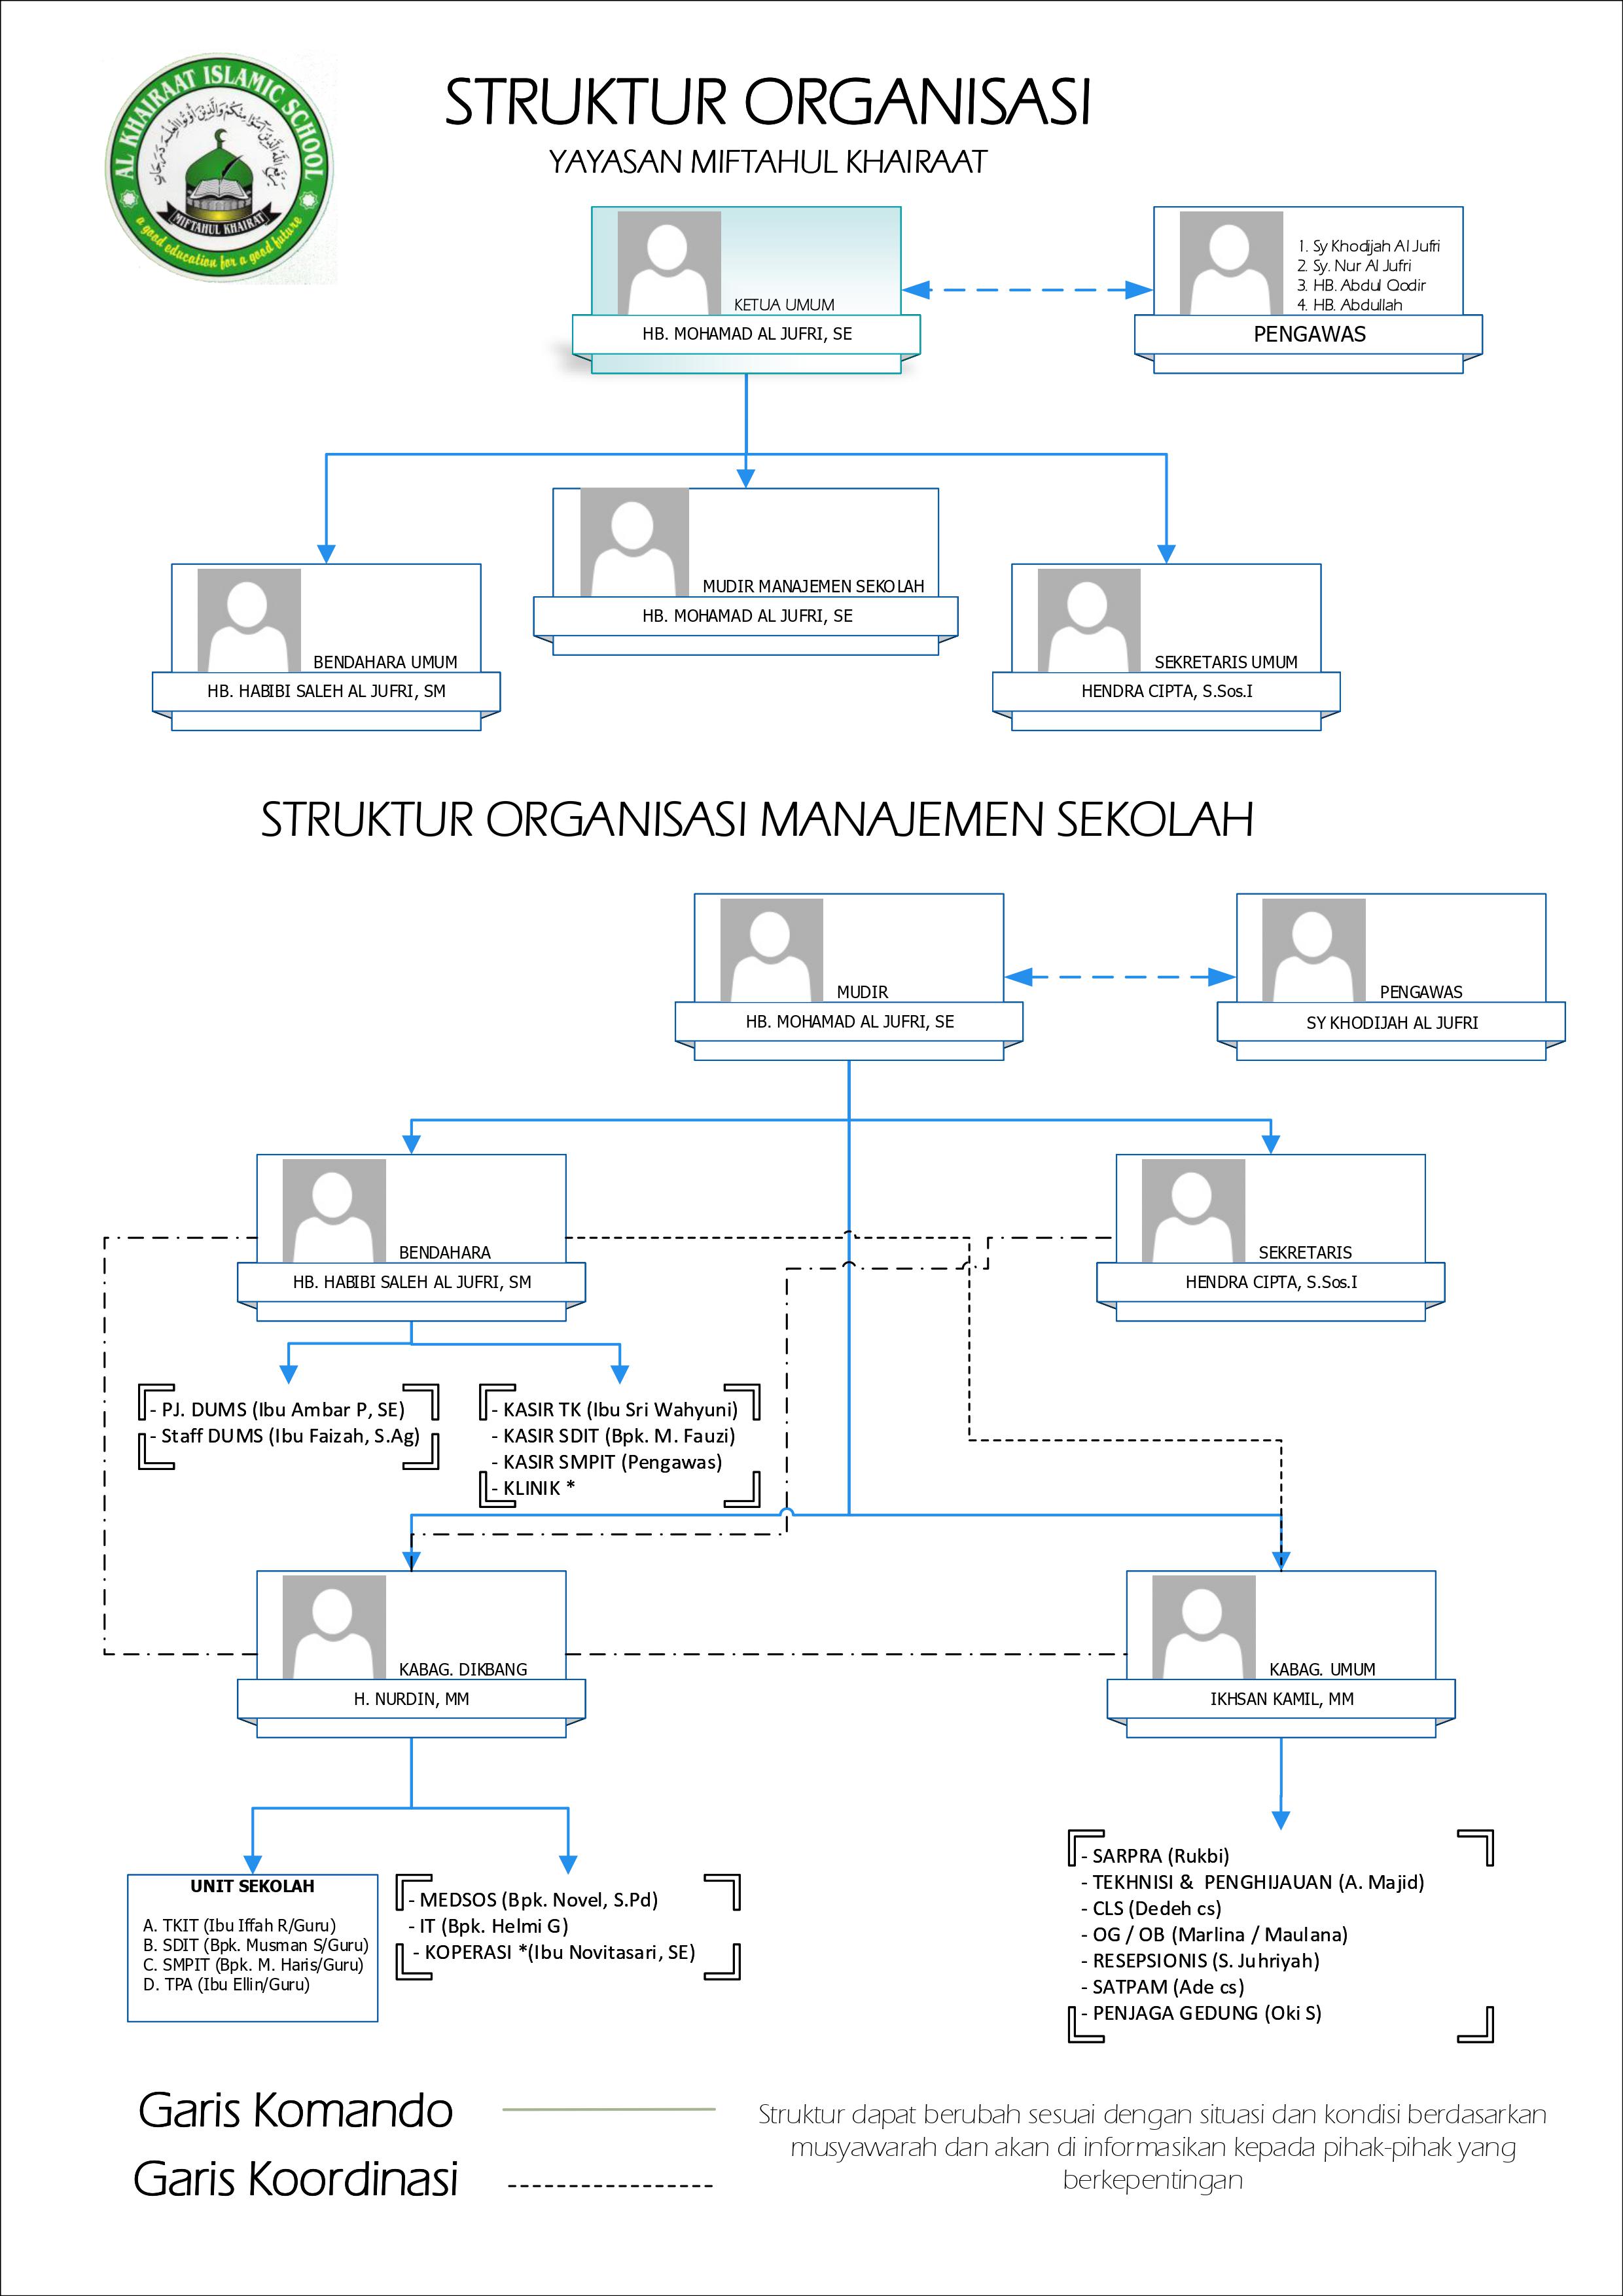 AL KHAIRAAT ISLAMIC SCHOOL
MIFTAHUL KHAIRAT
a good education for a good future
STRUKTUR ORGANISASI
YAYASAN MIFTAHUL KHAIRAAT
KETUA UMUM
HB. MOHAMAD AL JUFRI, SE
1. Sy Khodijah Al Jufri
2. Sy. Nur Al Jufri
3. HB. Abdul Qodir
4. HB. Abdullah
PENGAWAS
MUDIR MANAJEMEN SEKOLAH
HB. MOHAMAD AL JUFRI, SE
BENDAHARA UMUM
HB. HABIBI SALEH AL JUFRI, SM
SEKRETARIS UMUM
HENDRA CIPTA, S.Sos.I
STRUKTUR ORGANISASI MANAJEMEN SEKOLAH
MUDIR
HB. MOHAMAD AL JUFRI, SE
PENGAWAS
SY KHODIJAH AL JUFRI
BENDAHARA
HB. HABIBI SALEH AL JUFRI, SM
SEKRETARIS
HENDRA CIPTA, S.Sos.I
- PJ. DUMS (Ibu Ambar P, SE)
- Staff DUMS (Ibu Faizah, S.Ag)
- KASIR TK (Ibu Sri Wahyuni)
- KASIR SDIT (Bpk. M. Fauzi)
- KASIR SMPIT (Pengawas)
- KLINIK *
KABAG. DIKBANG
H. NURDIN, MM
KABAG. UMUM
IKHSAN KAMIL, MM
UNIT SEKOLAH
A. TKIT (Ibu Iffah R/Guru)
B. SDIT (Bpk. Musman S/Guru)
C. SMPIT (Bpk. M. Haris/Guru)
D. TPA (Ibu Ellin/Guru)
- MEDSOS (Bpk. Novel, S.Pd)
- IT (Bpk. Helmi G)
- KOPERASI *(Ibu Novitasari, SE)
- SARPRA (Rukbi)
- TEKHNISI & PENGHIJAUAN (A. Majid)
- CLS (Dedeh cs)
- OG / OB (Marlina / Maulana)
- RESEPSIONIS (S. Juhriyah)
- SATPAM (Ade cs)
- PENJAGA GEDUNG (Oki S)
Garis Komando
Garis Koordinasi
Struktur dapat berubah sesuai dengan situasi dan kondisi berdasarkan
musyawarah dan akan di informasikan kepada pihak-pihak yang
berkepentingan